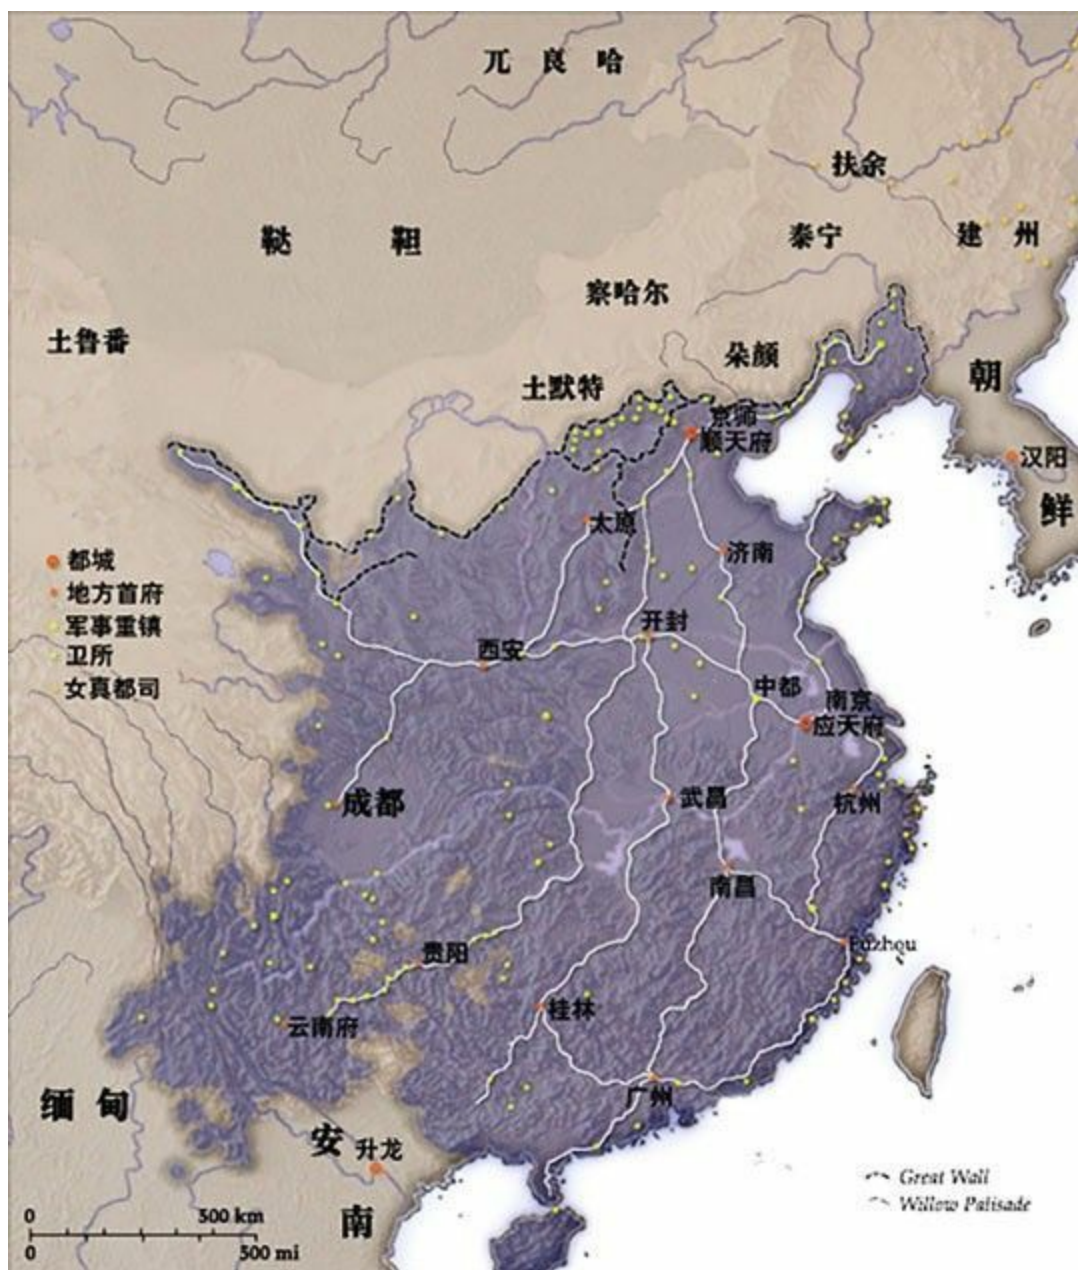 兀良哈
扶余
鞑靼
泰宁
建州
察哈尔
土鲁番
朵颜
土默特
朝鲜
京师
顺天府
汉阳
太原
济南
都城
地方首府
军事重镇
卫所
女真都司
开封
西安
中都
南京
应天府
成都
武昌
杭州
南昌
贵阳
Fuzhou
桂林
云南府
广州
缅甸
安南
升龙
Great Wall
Willow Palisade
0 300 km
0 300 mi